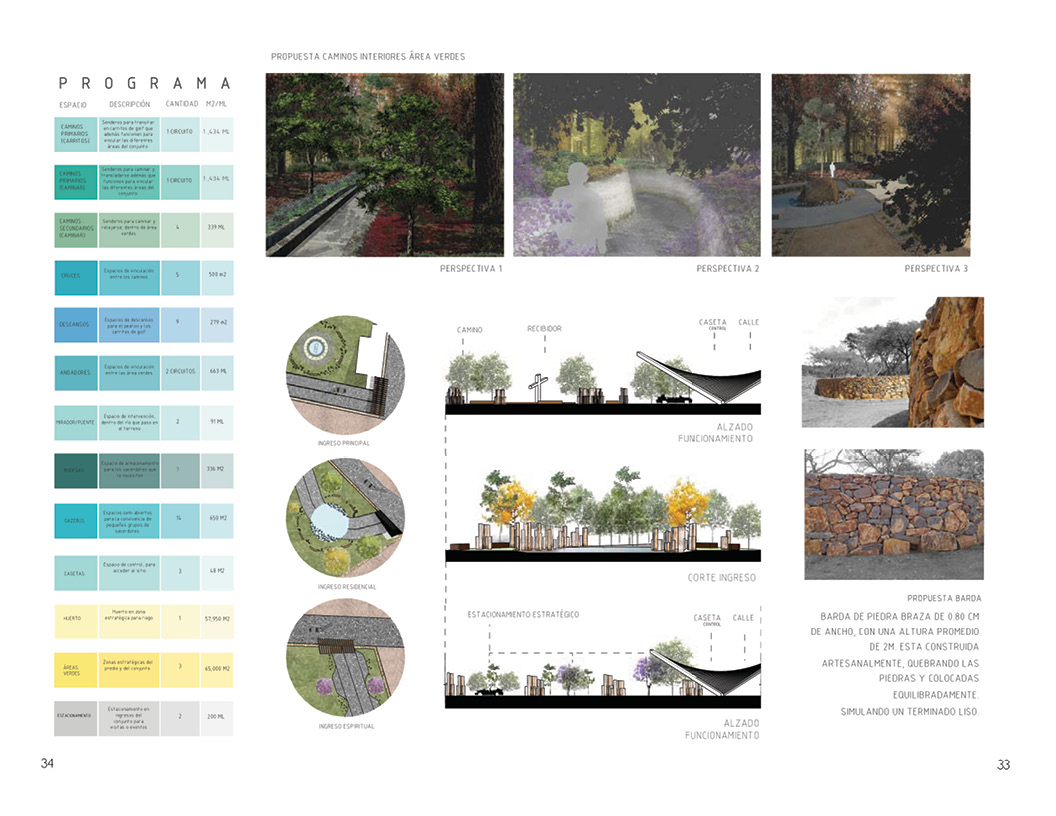 PROPUESTA CAMINOS INTERIORES ÁREA VERDES
PROGRAMA
ESPACIO DESCRIPCIÓN CANTIDAD M2/ML
CAMINOS
PRIMARIOS
(CARRITOS)
Senderos para transitar
en carritos de golf que
además funcionen para
vincular las diferentes
áreas del conjunto
1 CIRCUITO
1,434 ML
CAMINOS
PRIMARIOS
(CAMINAR)
Senderos para caminar y
transladarse además que
funcionen para vincular
las diferentes áreas del
conjunto
1 CIRCUITO
1,434 ML
CAMINOS
SECUNDARIOS
(CAMINAR)
Senderos para caminar y
relajarse, dentro de área
verdes
4
339 ML
CRUCES
Espacios de vinculación
entre los caminos
5
500 m2
DESCANSOS
Espacios de descansos
para el peatón y los
carritos de golf
9
279 m2
ANDADORES
Espacios de vinculación
entre las área verdes
2 CIRCUITOS
663 ML
MIRADOR/PUENTE
Espacio de intervención,
dentro del río que pasa en
el terreno
2
91 ML
Espacio de almacenamiento
para los sacerdotes que
lo necesiten
1
336 M2
GAZEBOS
Espacios semi abiertos
para la convivencia de
pequeños grupos de
sacerdotes
14
650 M2
CASETAS
Espacio de control, para
acceder al sitio
3
48 M2
HUERTO
Huerto en zona
estratégica para riego
1
57,950 M2
ÁREAS
VERDES
Zonas estratégicas del
predio y del conjunto
3
65,000 M2
ESTACIONAMIENTO
Estacionamiento en
ingresos del
conjunto para
visitas o eventos
2
200 ML
PERSPECTIVA 1
PERSPECTIVA 2
PERSPECTIVA 3
INGRESO PRINCIPAL
INGRESO RESIDENCIAL
INGRESO ESPIRITUAL
CAMINO
RECIBIDOR
CASETA
CONTROL
CALLE
ALZADO
FUNCIONAMIENTO
CORTE INGRESO
ESTACIONAMIENTO ESTRATÉGICO
CASETA
CONTROL
CALLE
ALZADO
FUNCIONAMIENTO
PROPUESTA BARDA
BARDA DE PIEDRA BRAZA DE 0.80 CM
DE ANCHO, CON UNA ALTURA PROMEDIO
DE 2M. ESTA CONSTRUIDA
ARTESANALMENTE, QUEBRANDO LAS
PIEDRAS Y COLOCADAS
EQUILIBRADAMENTE.
SIMULANDO UN TERMINADO LISO.
34
33